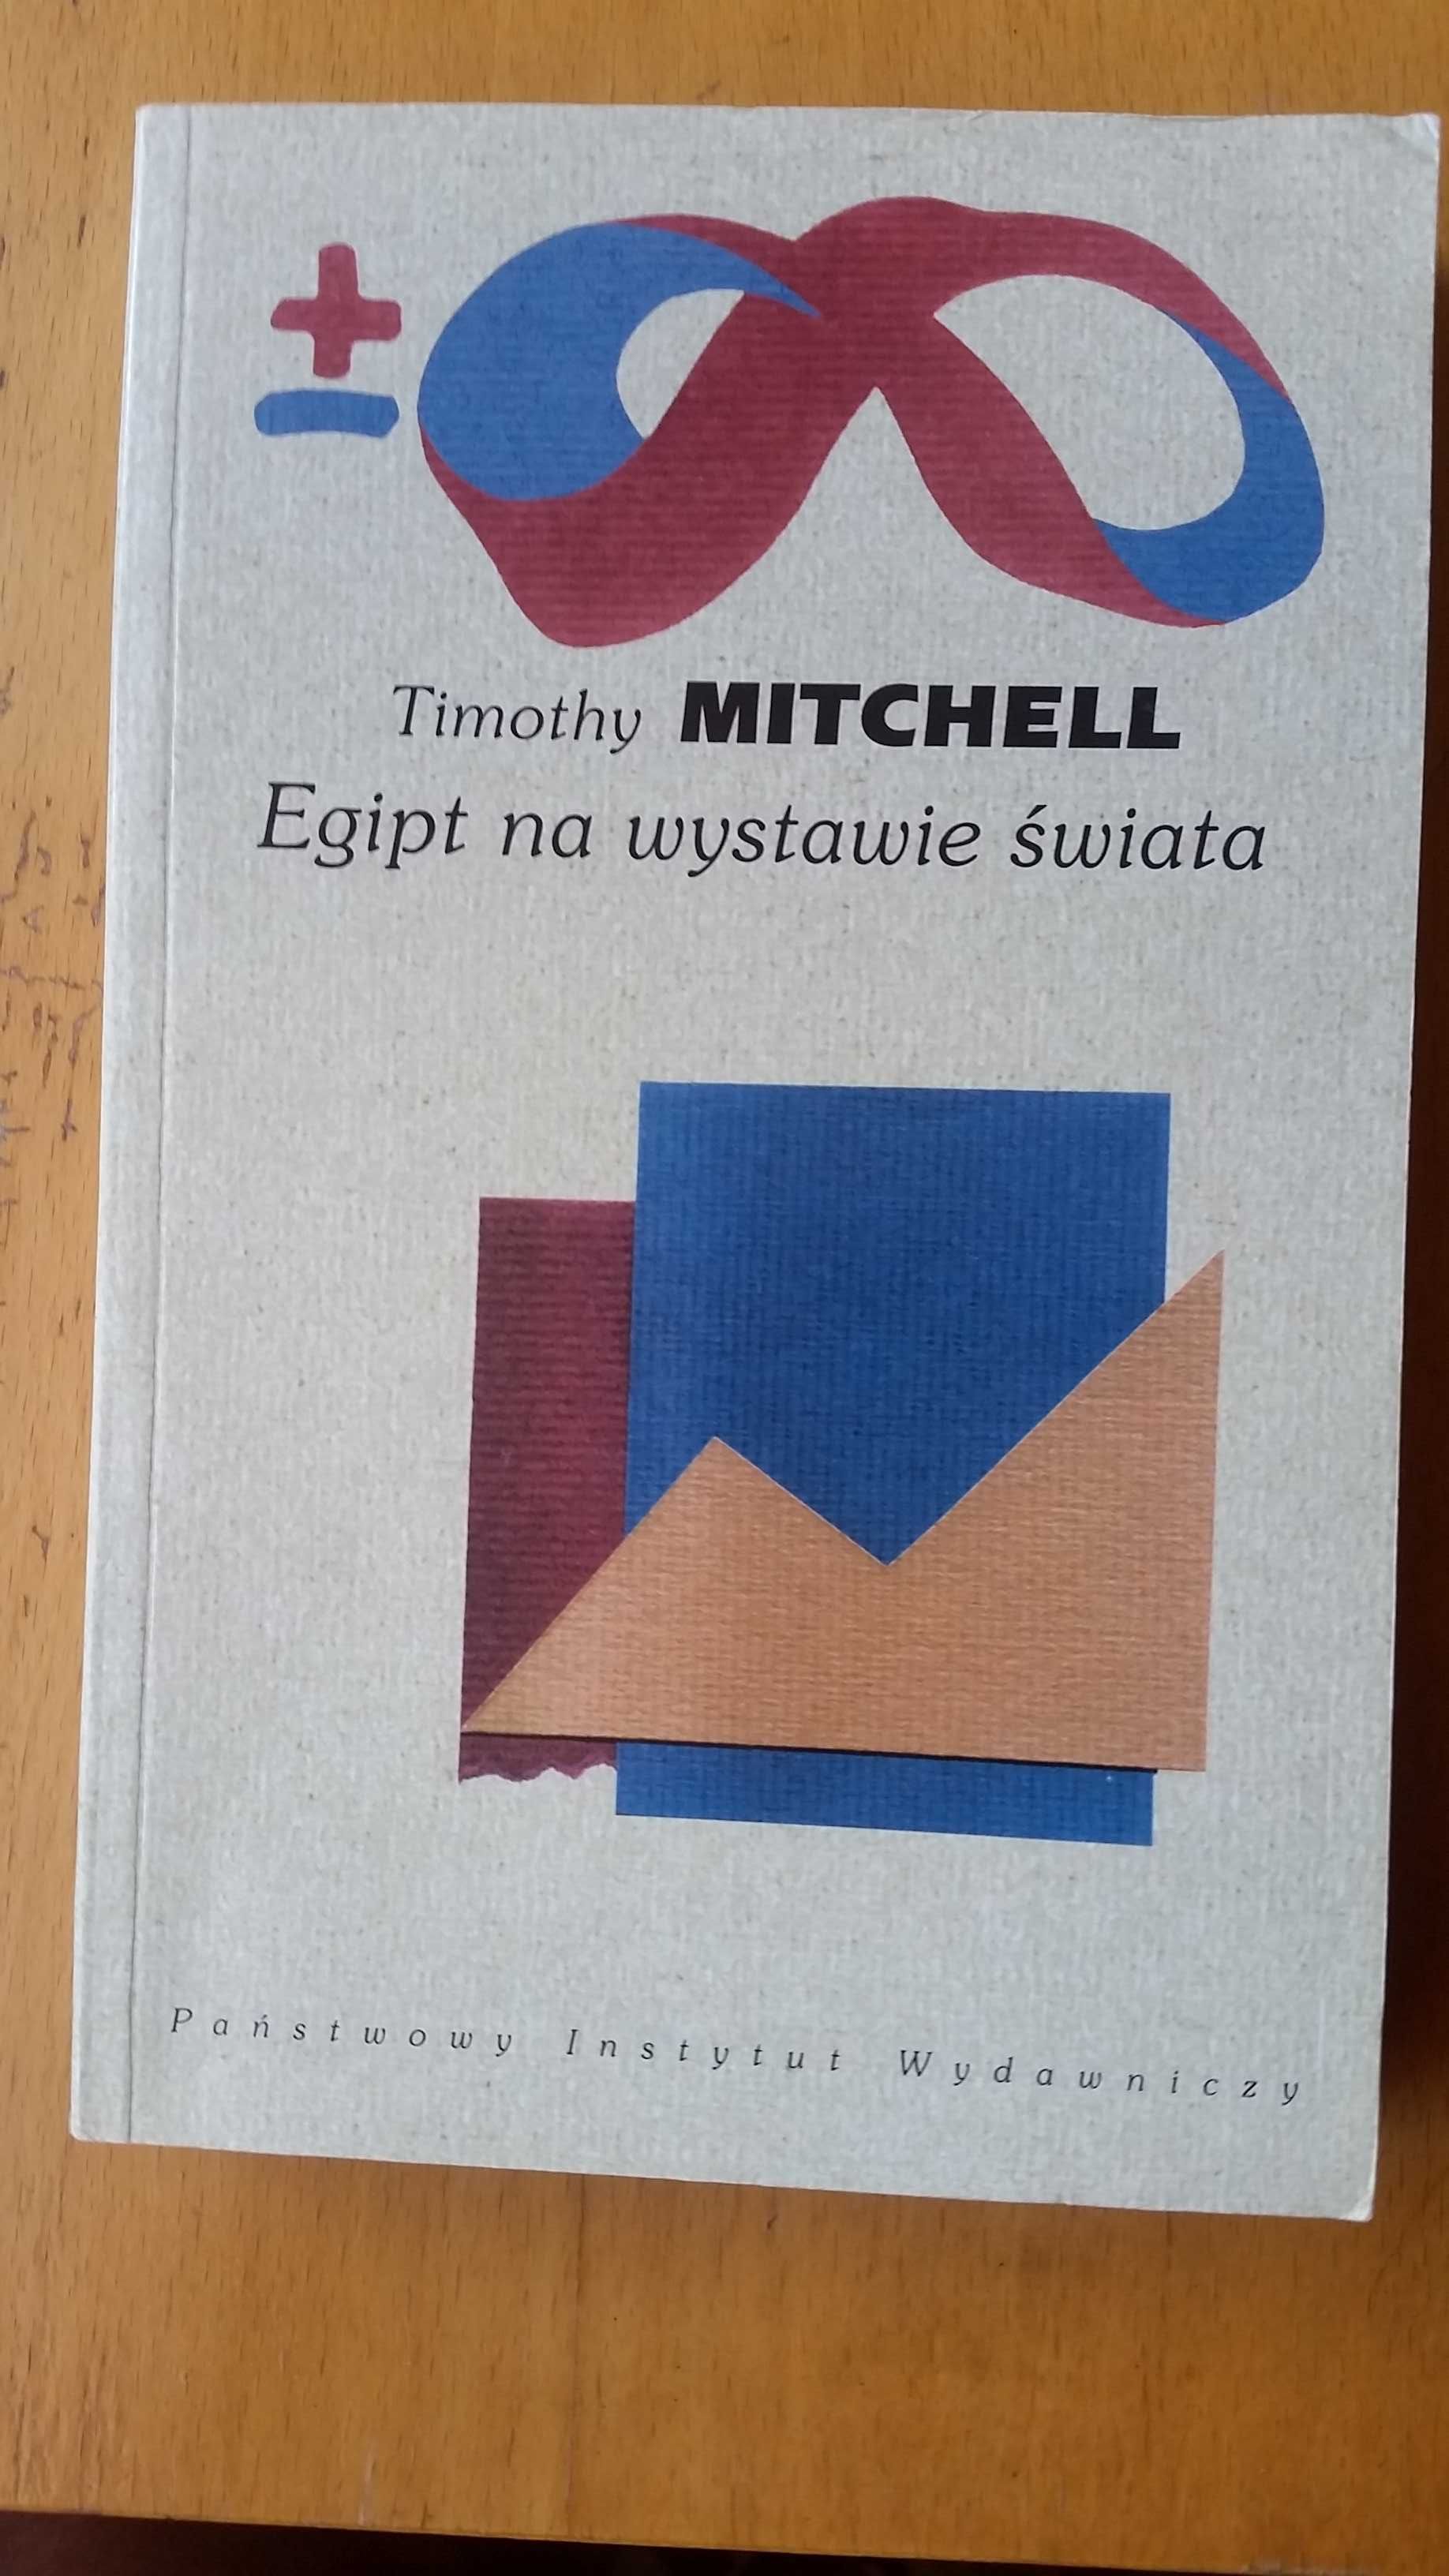 ±
Timothy MITCHELL
Egipt na wystawie świata
Państwowy Instytut Wydawniczy